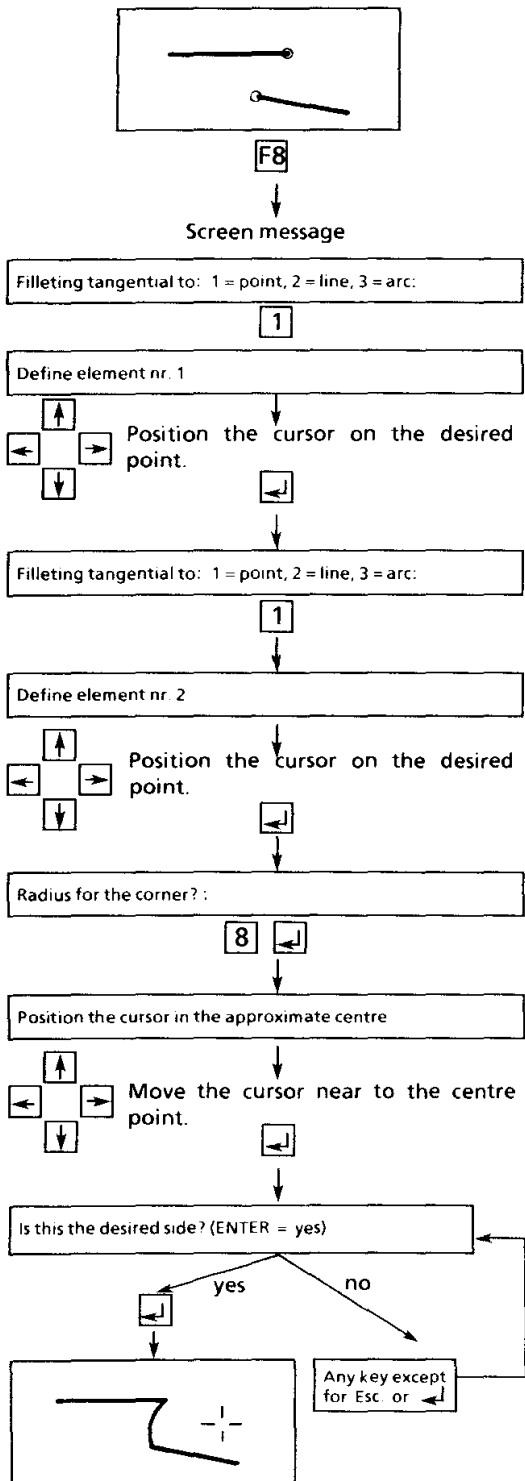 F8
Screen message
Filleting tangential to: 1 = point, 2 = line, 3 = arc:
1
Define element nr. 1
Position the cursor on the desired
point.
Filleting tangential to: 1 = point, 2 = line, 3 = arc:
1
Define element nr. 2
Position the cursor on the desired
point.
Radius for the corner? :
8
Position the cursor in the approximate centre
Move the cursor near to the centre
point.
Is this the desired side? (ENTER = yes)
yes
no
Any key except
for Esc. or